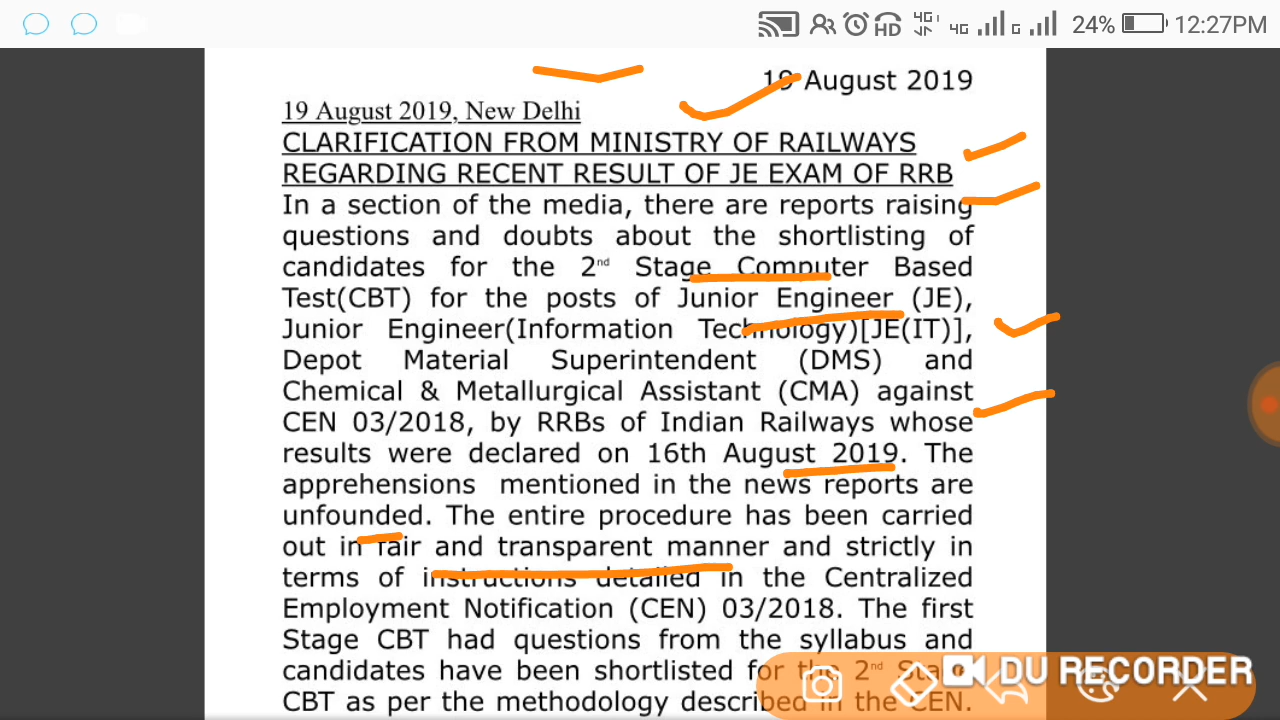 HD 4G 4G G 24% 12:27PM
19 August 2019
19 August 2019, New Delhi
CLARIFICATION FROM MINISTRY OF RAILWAYS
REGARDING RECENT RESULT OF JE EXAM OF RRB
In a section of the media, there are reports raising
questions and doubts about the shortlisting of
candidates for the 2nd Stage Computer Based
Test(CBT) for the posts of Junior Engineer (JE),
Junior Engineer(Information Technology)[JE(IT)],
Depot Material Superintendent (DMS) and
Chemical & Metallurgical Assistant (CMA) against
CEN 03/2018, by RRBs of Indian Railways whose
results were declared on 16th August 2019. The
apprehensions mentioned in the news reports are
unfounded. The entire procedure has been carried
out in fair and transparent manner and strictly in
terms of instructions detailed in the Centralized
Employment Notification (CEN) 03/2018. The first
Stage CBT had questions from the syllabus and
candidates have been shortlisted for the 2nd Stage
CBT as per the methodology described in the CEN.
DU RECORDER